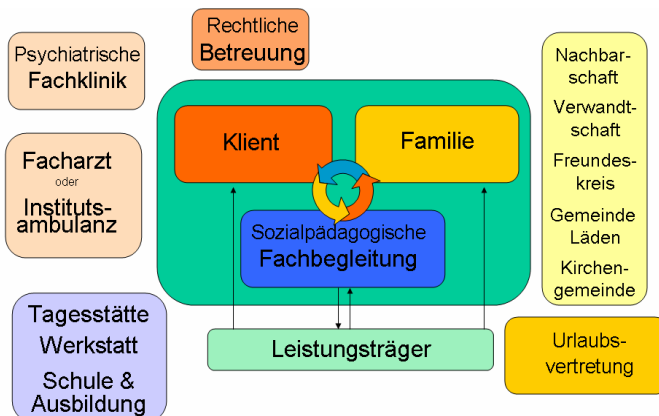 Psychiatrische
Fachklinik
Rechtliche
Betreuung
Nachbar-
schaft
Verwandt-
schaft
Freundes-
kreis
Gemeinde
Läden
Kirchen-
gemeinde
Klient
Familie
Facharzt
oder
Instituts-
ambulanz
Sozialpädagogische
Fachbegleitung
Tagesstätte
Werkstatt
Schule &
Ausbildung
Leistungsträger
Urlaubs-
vertretung